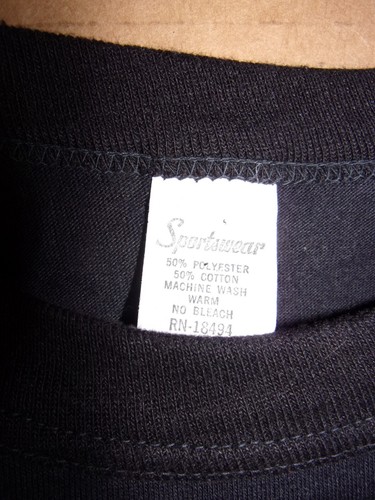 Sportswear
50% POLYESTER
50% COTTON
MACHINE WASH
WARM
NO BLEACH
RN-18494